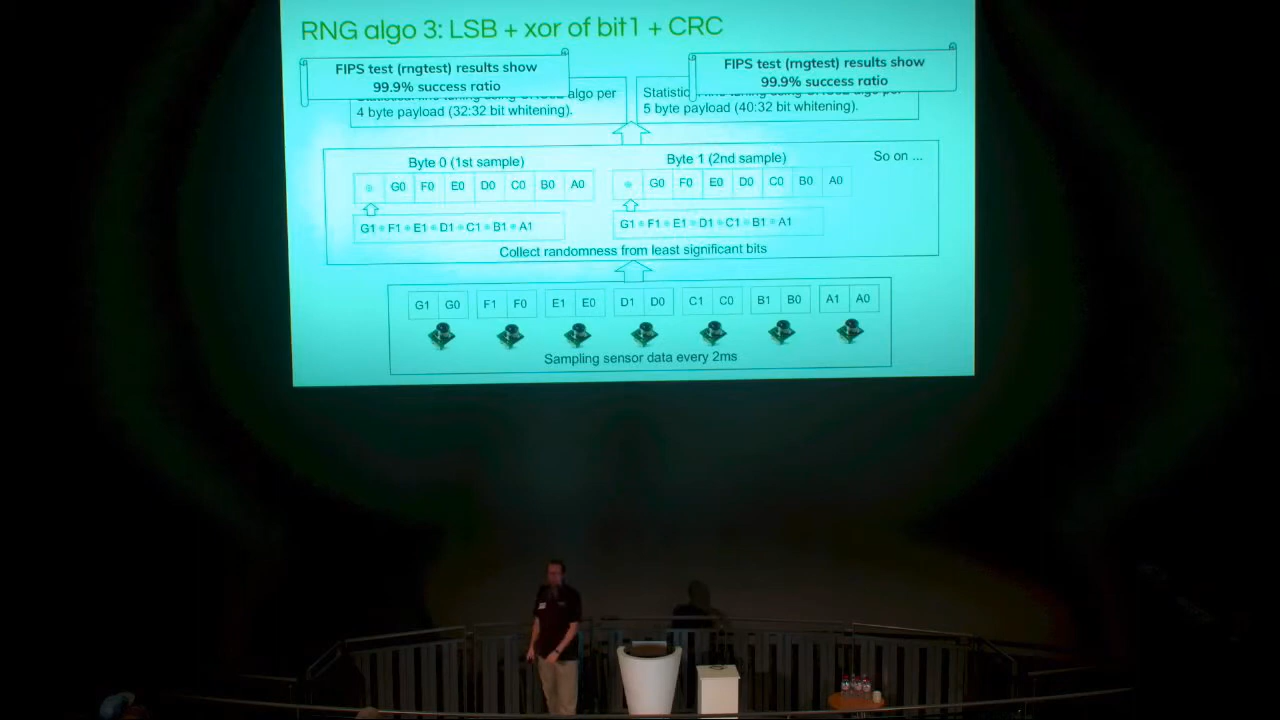 RNG algo 3: LSB + xor of bit1 + CRC
FIPS test (rngtest) results show
99.9% success ratio
FIPS test (rngtest) results show
99.9% success ratio
algo per
4 byte payload (32:32 bit whitening).
5 byte payload (40:32 bit whitening).
Byte 0 (1st sample)
Byte 1 (2nd sample)
So on ...
G0 F0 E0 D0 C0 B0 A0
G0 F0 E0 D0 C0 B0 A0
G1 F1 E1 D1 C1 B1 A1
G1 F1 E1 D1 C1 B1 A1
Collect randomness from least significant bits
G1 G0 F1 F0 E1 E0 D1 D0 C1 C0 B1 B0 A1 A0
Sampling sensor data every 2ms